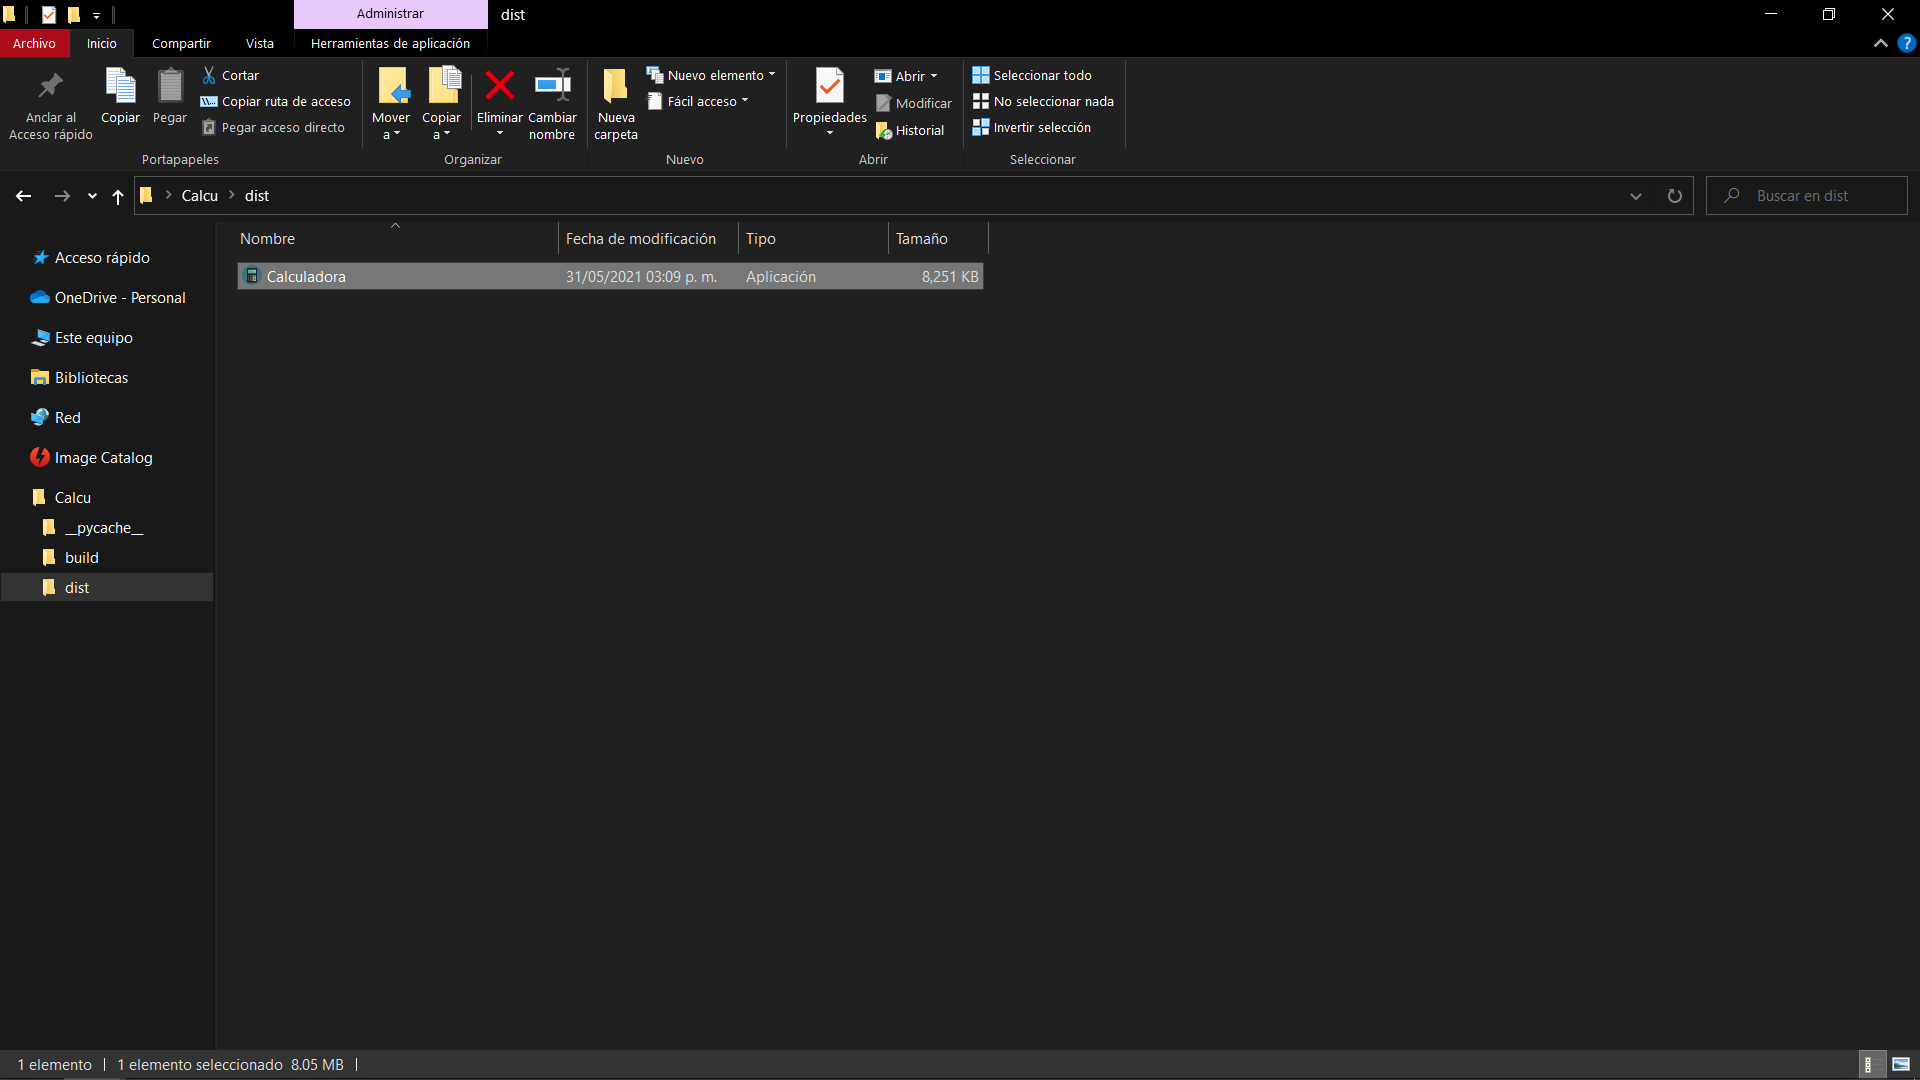 Administrar
dist
Archivo
Inicio
Compartir
Vista
Herramientas de aplicación
?
Anclar al
Acceso rápido
Copiar
Pegar
Cortar
Copiar ruta de acceso
Pegar acceso directo
Portapapeles
Mover
a
Copiar
a
Eliminar
Cambiar
nombre
Organizar
Nueva
carpeta
Nuevo elemento
Fácil acceso
Nuevo
Propiedades
Abrir
Modificar
Historial
Abrir
Seleccionar todo
No seleccionar nada
Invertir selección
Seleccionar
Calcu
dist
Buscar en dist
Nombre
Fecha de modificación
Tipo
Tamaño
Calculadora
31/05/2021 03:09 p. m.
Aplicación
8,251 KB
Acceso rápido
OneDrive - Personal
Este equipo
Bibliotecas
Red
Image Catalog
Calcu
__pycache__
build
dist
1 elemento
1 elemento seleccionado 8.05 MB